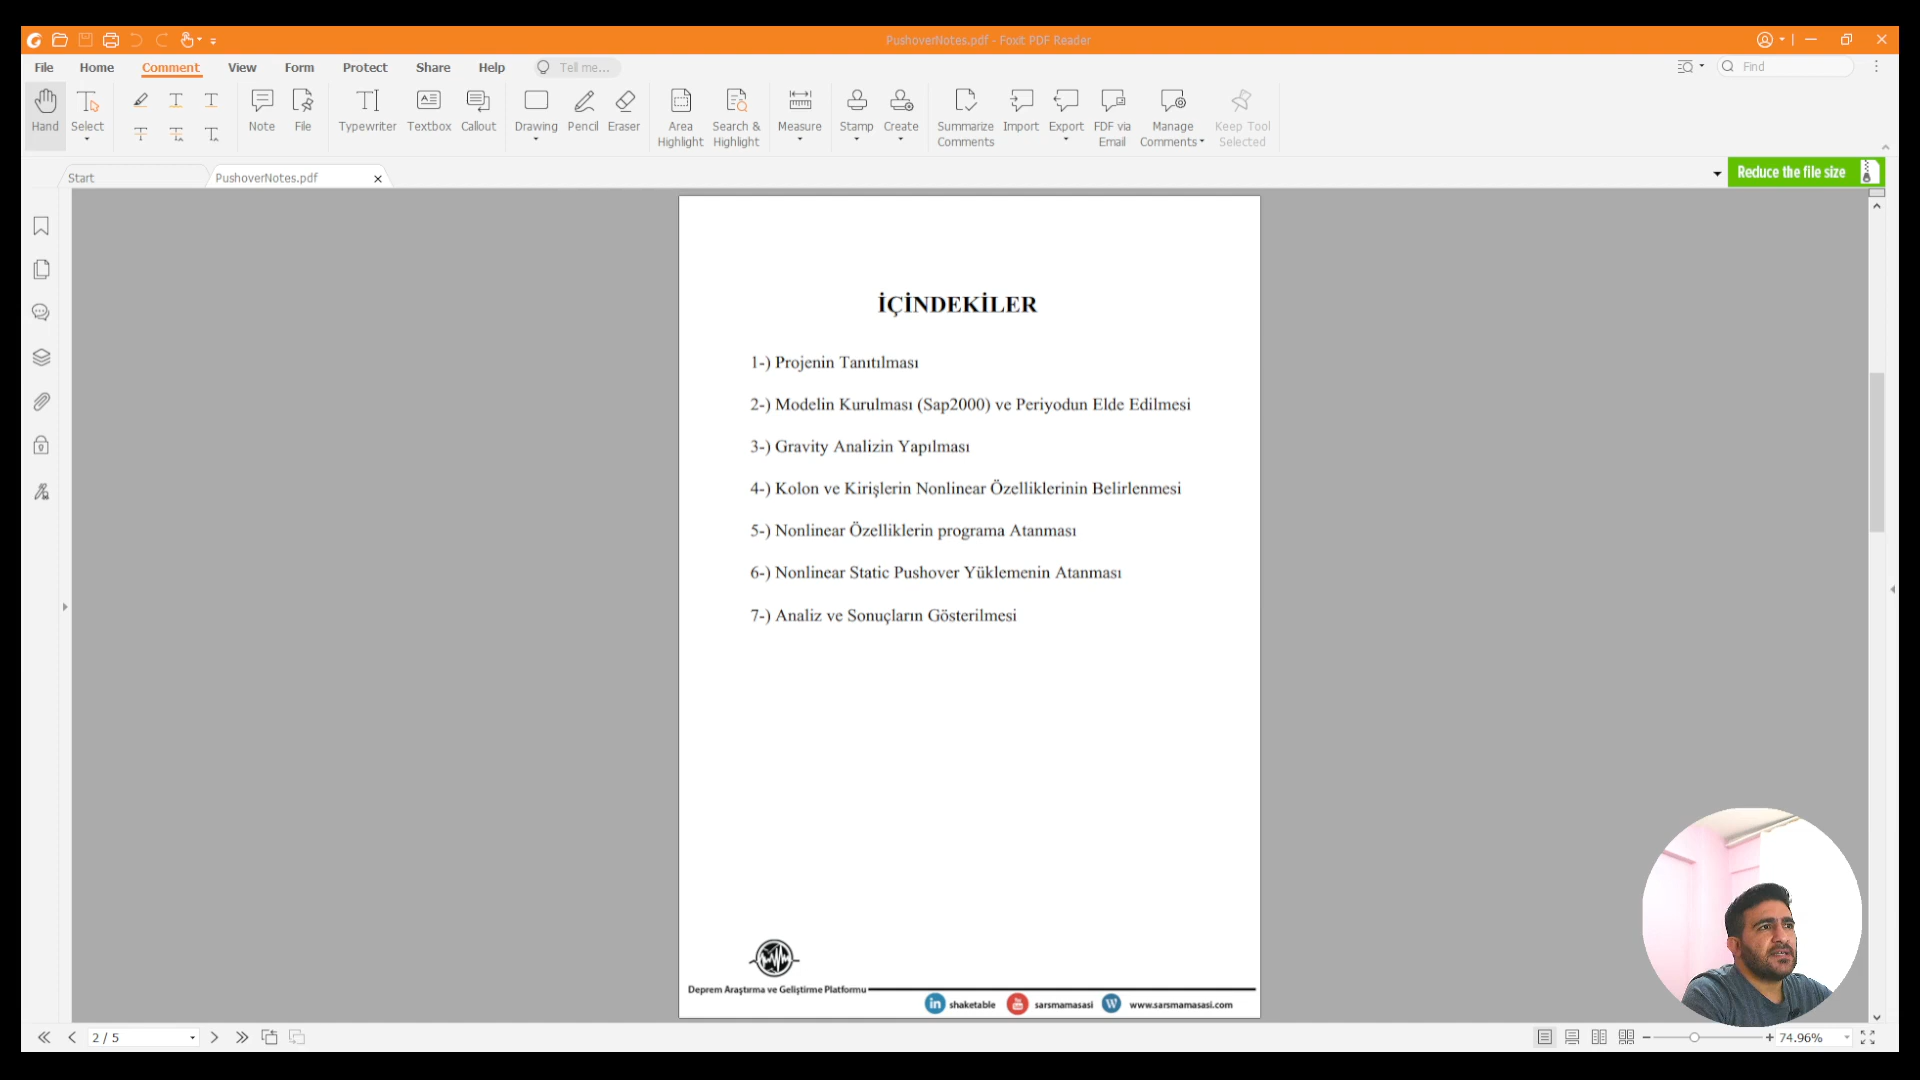 PushoverNotes.pdf - Foxit PDF Reader
File Home Comment View Form Protect Share Help Tell me... Find
Hand Select Note File Typewriter Textbox Callout Drawing Pencil Eraser Area Highlight Search & Highlight Measure Stamp Create Summarize Comments Import Export FDF via Email Manage Comments Keep Tool Selected
Start PushoverNotes.pdf Reduce the file size
İÇİNDEKİLER
1-) Projenin Tanıtılması
2-) Modelin Kurulması (Sap2000) ve Periyodun Elde Edilmesi
3-) Gravity Analizin Yapılması
4-) Kolon ve Kirişlerin Nonlinear Özelliklerinin Belirlenmesi
5-) Nonlinear Özelliklerin programa Atanması
6-) Nonlinear Static Pushover Yüklemenin Atanması
7-) Analiz ve Sonuçların Gösterilmesi
Deprem Araştırma ve Geliştirme Platformu
in shaketable You Tube sarsmamasasi W www.sarsmamasasi.com
2 / 5 74.96%